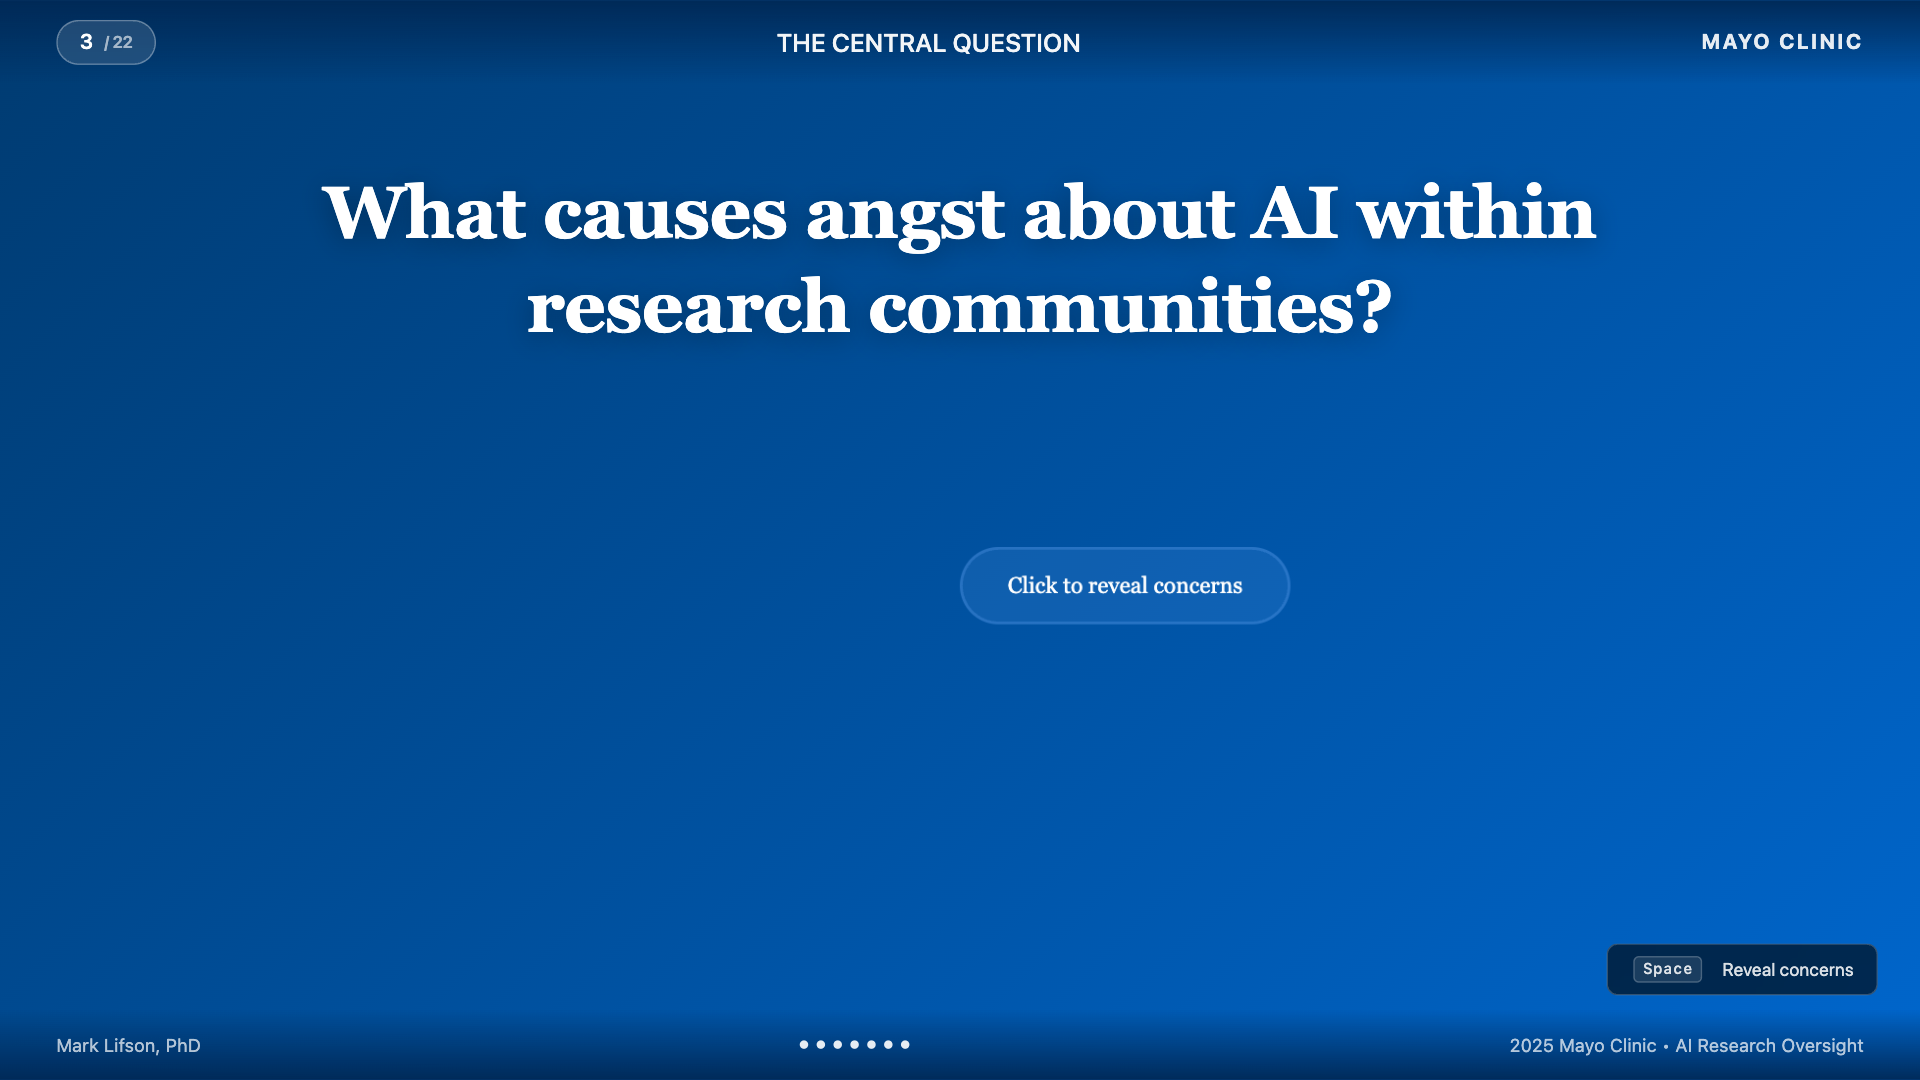 3 / 22
THE CENTRAL QUESTION
MAYO CLINIC
What causes angst about AI within
research communities?
Click to reveal concerns
Space Reveal concerns
Mark Lifson, PhD
2025 Mayo Clinic • AI Research Oversight